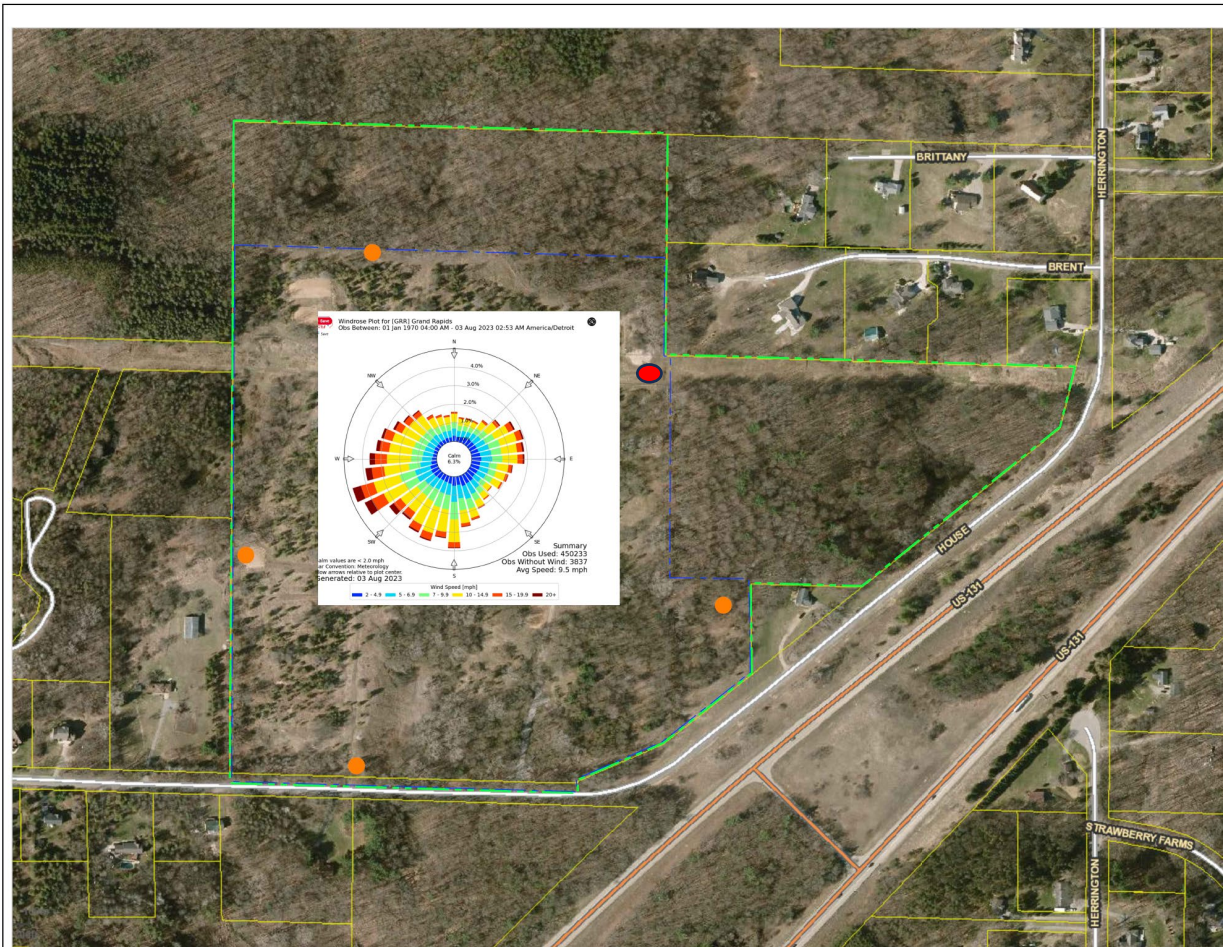 BRITTANY
HERRINGTON
BRENT
Save
Windrose Plot for [GRR] Grand Rapids
Obs Between: 01 Jan 1970 04:00 AM - 03 Aug 2023 02:53 AM America/Detroit
N
NW
NE
4.0%
3.0%
2.0%
W
Calm
6.3%
E
SW
SE
S
Summary
Obs Used: 450233
Obs Without Wind: 3837
Avg Speed: 9.5 mph
alm values are < 2.0 mph
ar Convention: Meteorology
low arrows relative to plot center.
Generated: 03 Aug 2023
Wind Speed [mph]
2 - 4.9 5 - 6.9 7 - 9.9 10 - 14.9 15 - 19.9 20+
HOUSE
US-131
US-131
STRAWBERRY FARMS
HERRINGTON